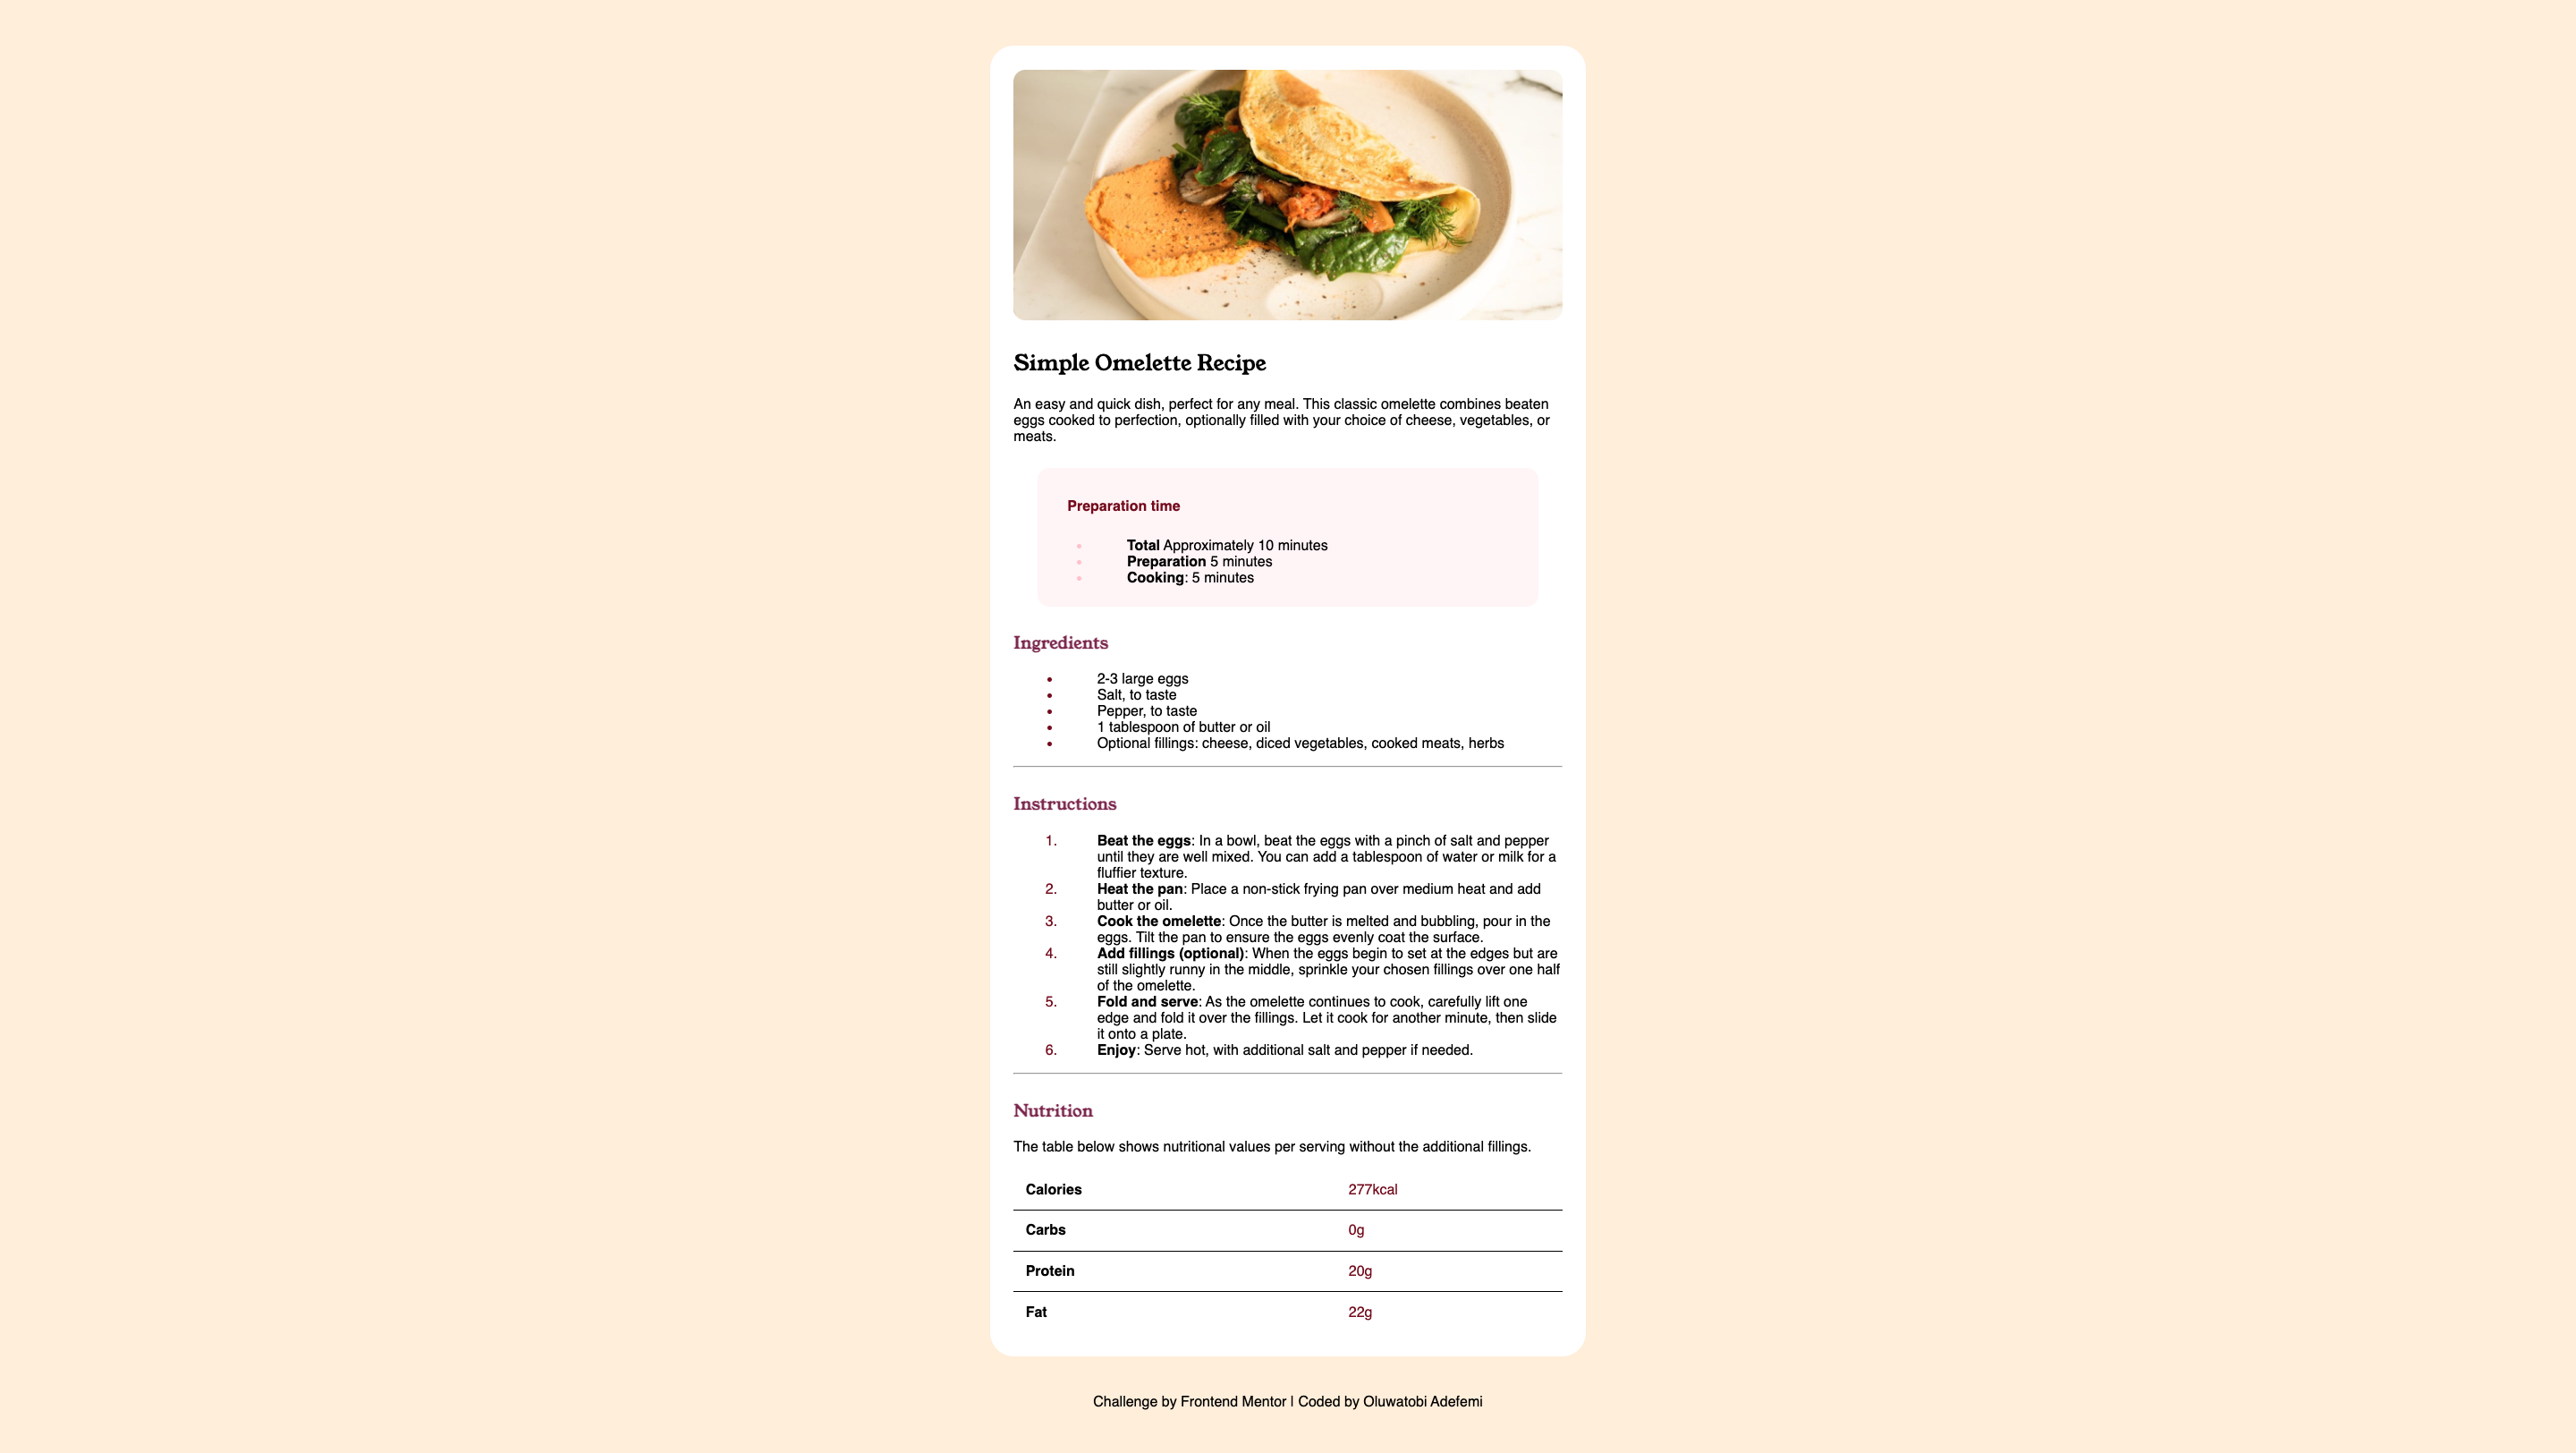 Simple Omelette Recipe
An easy and quick dish, perfect for any meal. This classic omelette combines beaten
eggs cooked to perfection, optionally filled with your choice of cheese, vegetables, or
meats.
Preparation time
• Total Approximately 10 minutes
• Preparation 5 minutes
• Cooking: 5 minutes
Ingredients
• 2-3 large eggs
• Salt, to taste
• Pepper, to taste
• 1 tablespoon of butter or oil
• Optional fillings: cheese, diced vegetables, cooked meats, herbs
Instructions
1. Beat the eggs: In a bowl, beat the eggs with a pinch of salt and pepper
until they are well mixed. You can add a tablespoon of water or milk for a
fluffier texture.
2. Heat the pan: Place a non-stick frying pan over medium heat and add
butter or oil.
3. Cook the omelette: Once the butter is melted and bubbling, pour in the
eggs. Tilt the pan to ensure the eggs evenly coat the surface.
4. Add fillings (optional): When the eggs begin to set at the edges but are
still slightly runny in the middle, sprinkle your chosen fillings over one half
of the omelette.
5. Fold and serve: As the omelette continues to cook, carefully lift one
edge and fold it over the fillings. Let it cook for another minute, then slide
it onto a plate.
6. Enjoy: Serve hot, with additional salt and pepper if needed.
Nutrition
The table below shows nutritional values per serving without the additional fillings.
Calories 277kcal
Carbs 0g
Protein 20g
Fat 22g
Challenge by Frontend Mentor | Coded by Oluwatobi Adefemi